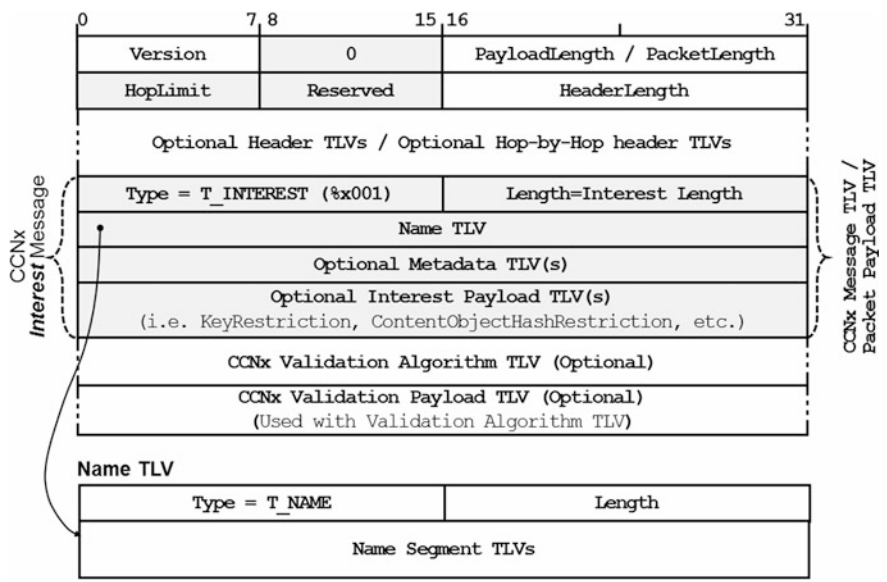 0 7 8 15 16 31
Version 0 PayloadLength / PacketLength
HopLimit Reserved HeaderLength
Optional Header TLVs / Optional Hop-by-Hop header TLVs
Type = T_INTEREST (%x001) Length=Interest Length
Name TLV
Optional Metadata TLV(s)
Optional Interest Payload TLV(s)
(i.e. KeyRestriction, ContentObjectHashRestriction, etc.)
CCNx Validation Algorithm TLV (Optional)
CCNx Validation Payload TLV (Optional)
(Used with Validation Algorithm TLV)
CCNx
Interest Message
CCNx Message TLV /
Packet Payload TLV
Name TLV
Type = T_NAME Length
Name Segment TLVs